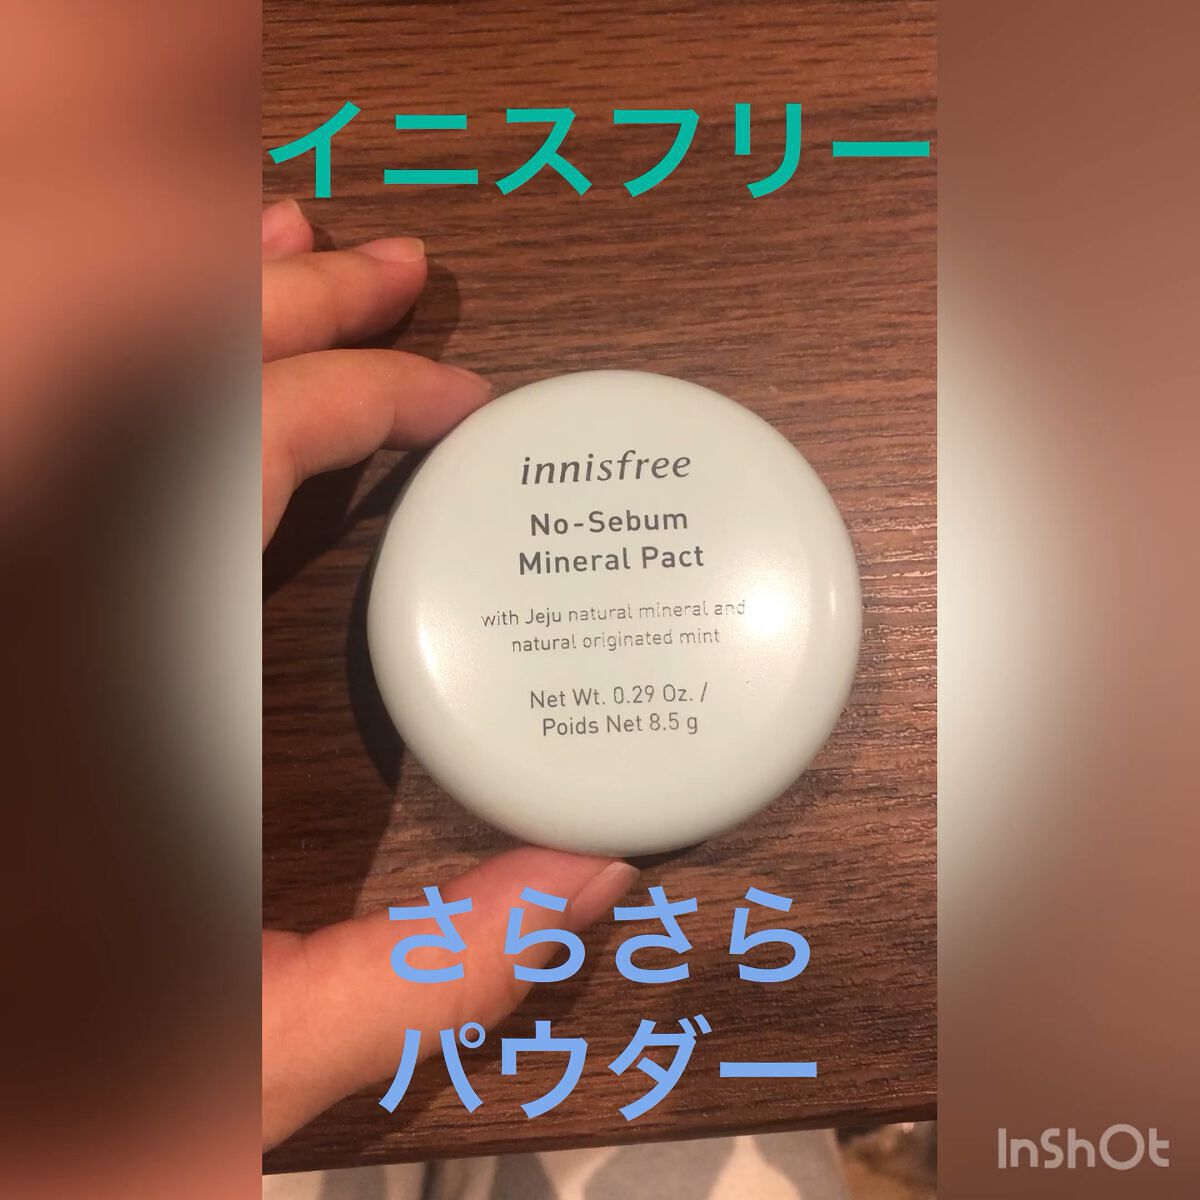 イニスフリー
innisfree
No-Sebum
Mineral Pact
with Jeju natural mineral and
natural originated mint
Net Wt. 0.29 Oz. /
Poids Net 8.5 g
さらさら
パウダー
InShOt